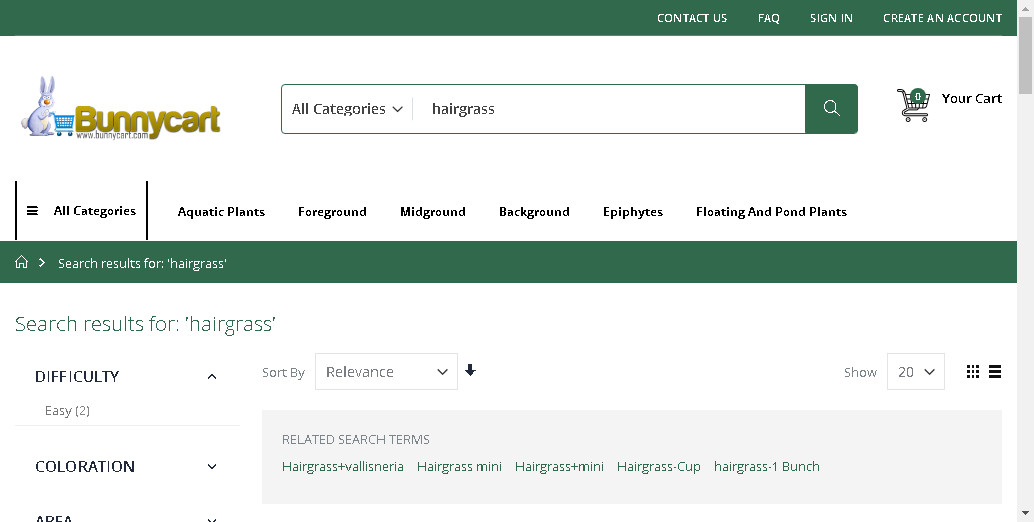 CONTACT US FAQ SIGN IN CREATE AN ACCOUNT
Bunnycart
www.bunnycart.com
All Categories hairgrass
0 Your Cart
All Categories Aquatic Plants Foreground Midground Background Epiphytes Floating And Pond Plants
Search results for: 'hairgrass'
Search results for: 'hairgrass'
DIFFICULTY
Easy (2)
COLORATION
AREA
Sort By Relevance Show 20
RELATED SEARCH TERMS
Hairgrass+vallisneria Hairgrass mini Hairgrass+mini Hairgrass-Cup hairgrass-1 Bunch